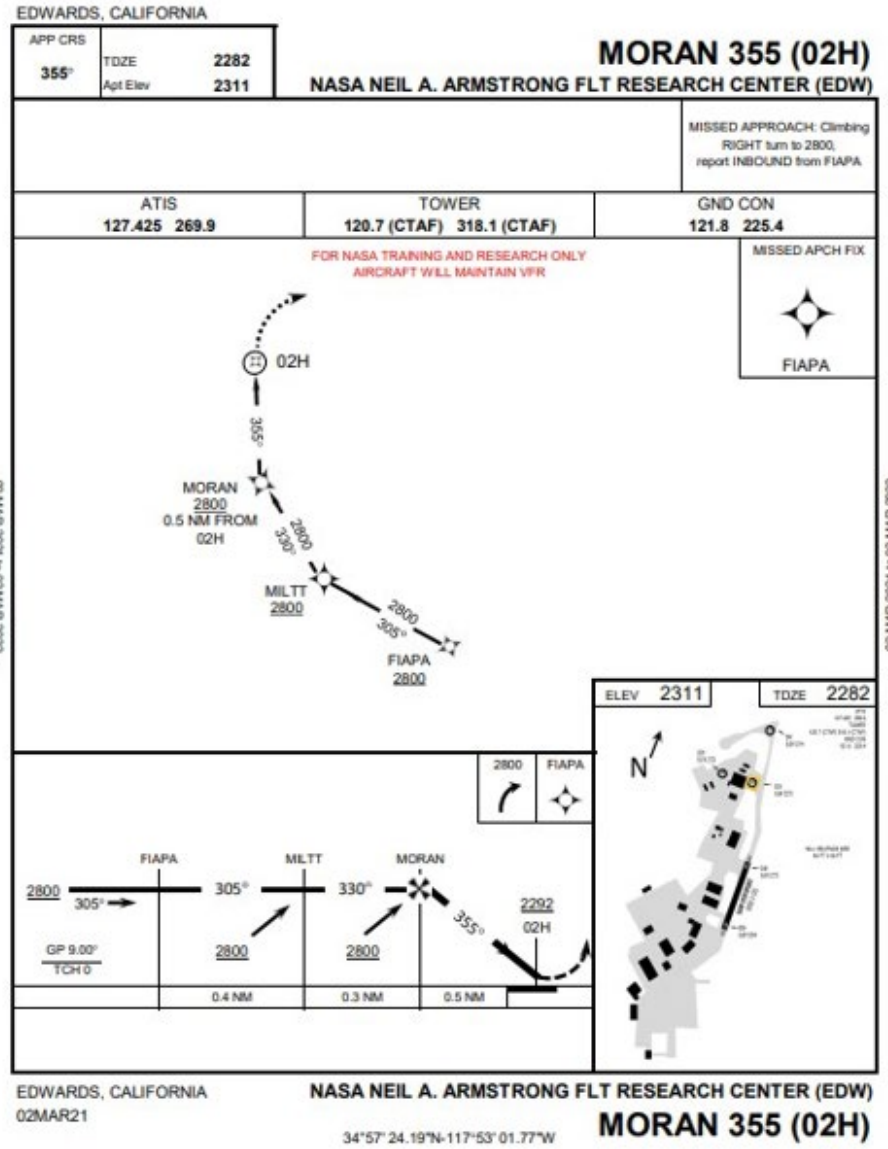 EDWARDS, CALIFORNIA
APP CRS
355°
TDZE 2282
Apt Elev 2311
MORAN 355 (02H)
NASA NEIL A. ARMSTRONG FLT RESEARCH CENTER (EDW)
MISSED APPROACH: Climbing
RIGHT turn to 2800,
report INBOUND from FIAPA
ATIS
127.425 269.9
TOWER
120.7 (CTAF) 318.1 (CTAF)
GND CON
121.8 225.4
FOR NASA TRAINING AND RESEARCH ONLY
AIRCRAFT WILL MAINTAIN VFR
MISSED APCH FIX
FIAPA
02H
355°
MORAN
2800
0.5 NM FROM
02H
2800
330°
MILTT
2800
2800
305°
FIAPA
2800
ELEV 2311
TDZE 2282
N
2800
FIAPA
FIAPA
MILTT
MORAN
2800
305°
305°
330°
355°
2292
02H
GP 9.00°
TCH 0
2800
2800
0.4 NM
0.3 NM
0.5 NM
EDWARDS, CALIFORNIA
02MAR21
34°57' 24.19"N-117°53' 01.77"W
NASA NEIL A. ARMSTRONG FLT RESEARCH CENTER (EDW)
MORAN 355 (02H)